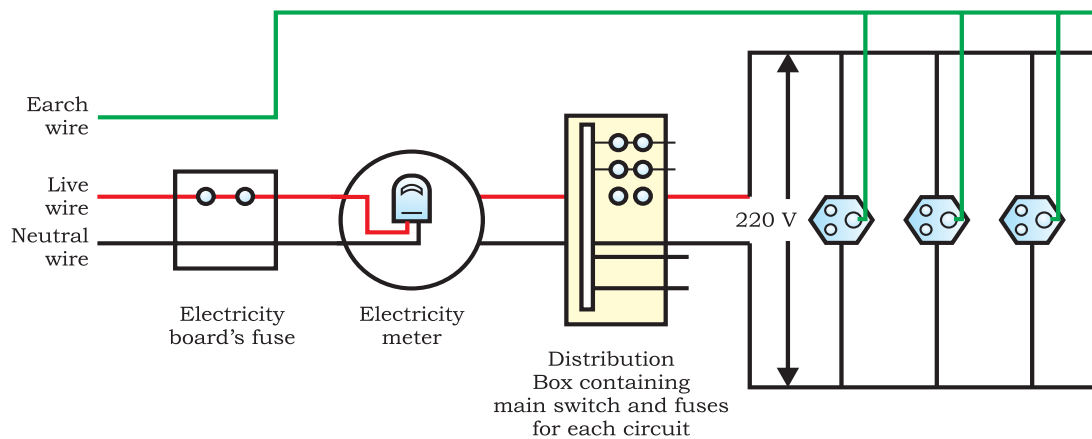 Earch
wire
Live
wire
Neutral
wire
Electricity
board's fuse
Electricity
meter
Distribution
Box containing
main switch and fuses
for each circuit
220 V